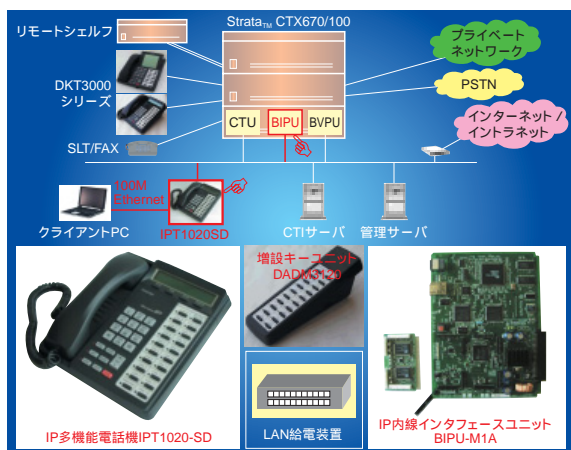 Strata™ CTX670/100
リモートシェルフ
プライベート
ネットワーク
DKT3000
シリーズ
PSTN
CTU
BIPU
BVPU
インターネット/
イントラネット
SLT/FAX
100M
Ethernet
クライアントPC
IPT1020SD
CTIサーバ
管理サーバ
増設キーユニット
DADM3120
IP多機能電話機IPT1020-SD
LAN給電装置
IP内線インタフェースユニット
BIPU-M1A